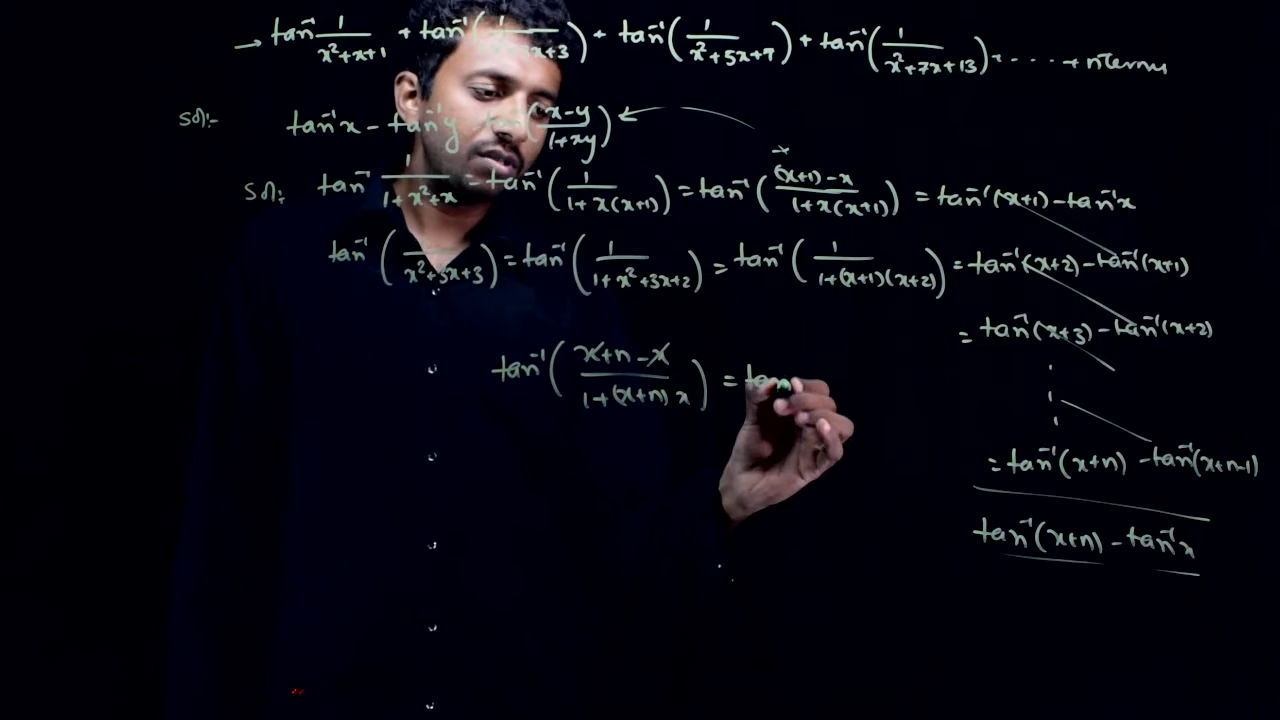 → tan⁻¹ 1/(x²+x+1) + tan⁻¹(1/(x²+3x+3)) + tan⁻¹(1/(x²+5x+7)) + tan⁻¹(1/(x²+7x+13)) + .... + n terms
Sol:- tan⁻¹x - tan⁻¹y tan⁻¹((x-y)/(1+xy))
Sol: tan⁻¹ 1/(1+x²+x) = tan⁻¹(1/(1+x(x+1))) = tan⁻¹(((x+1)-x)/(1+x(x+1))) = tan⁻¹(x+1) - tan⁻¹x
tan⁻¹(1/(x²+3x+3)) = tan⁻¹(1/(1+x²+3x+2)) = tan⁻¹(1/(1+(x+1)(x+2))) = tan⁻¹(x+2) - tan⁻¹(x+1)
= tan⁻¹(x+3) - tan⁻¹(x+2)
tan⁻¹((x+n-x)/(1+(x+n)x)) = tan
= tan⁻¹(x+n) - tan⁻¹(x+n-1)
tan⁻¹(x+n) - tan⁻¹x